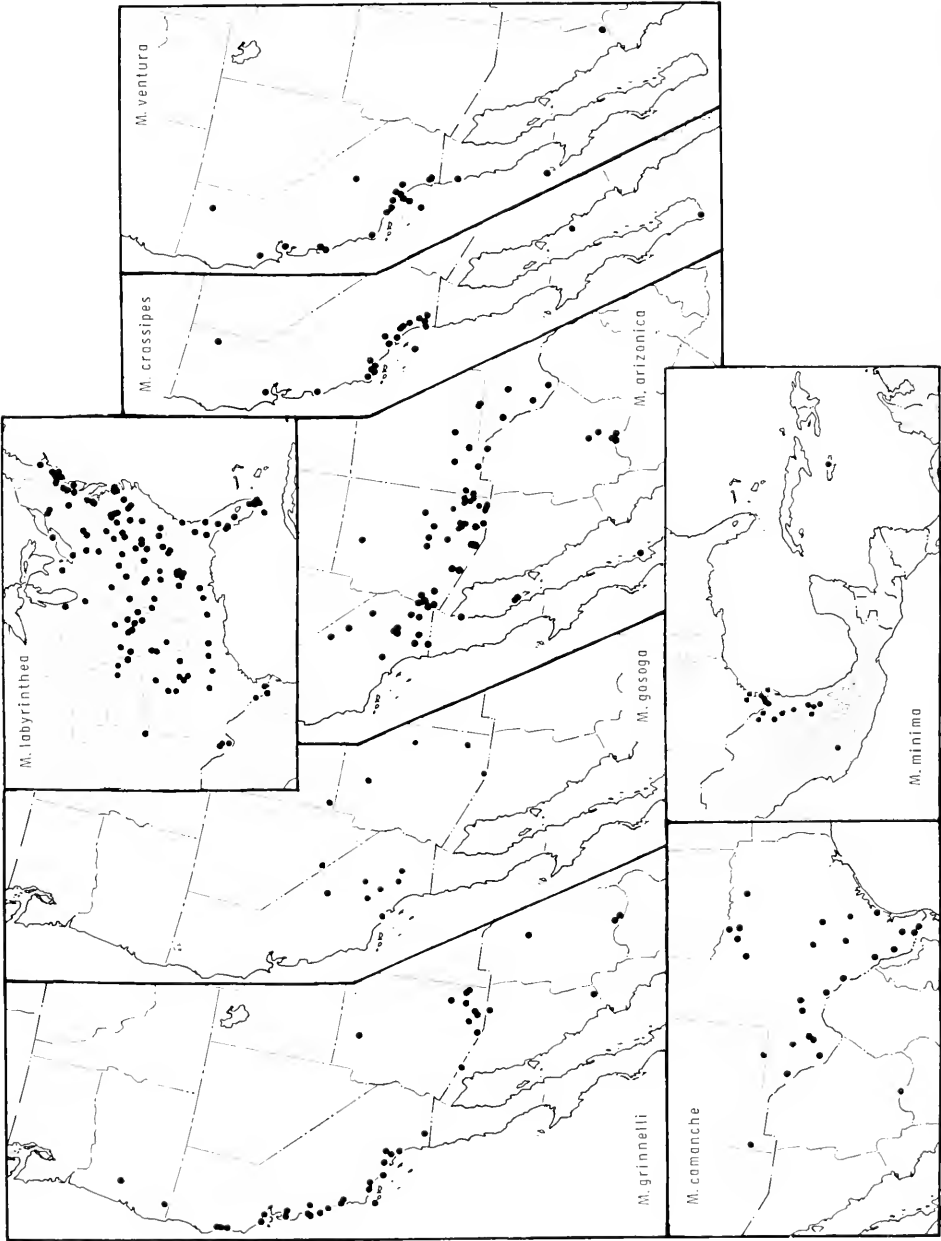 M. ventura
M. crassipes
M. labyrinthea
M. arizonica
M. gosoga
M. grinnelli
M. minima
M. camanche